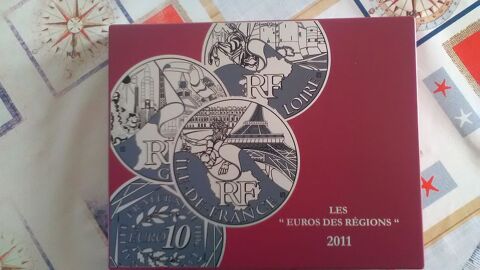 RF
LOIRE
R
G
RF
ILE-DE-FRANCE
EURO 10
LES
" EUROS DES RÉGIONS "
2011